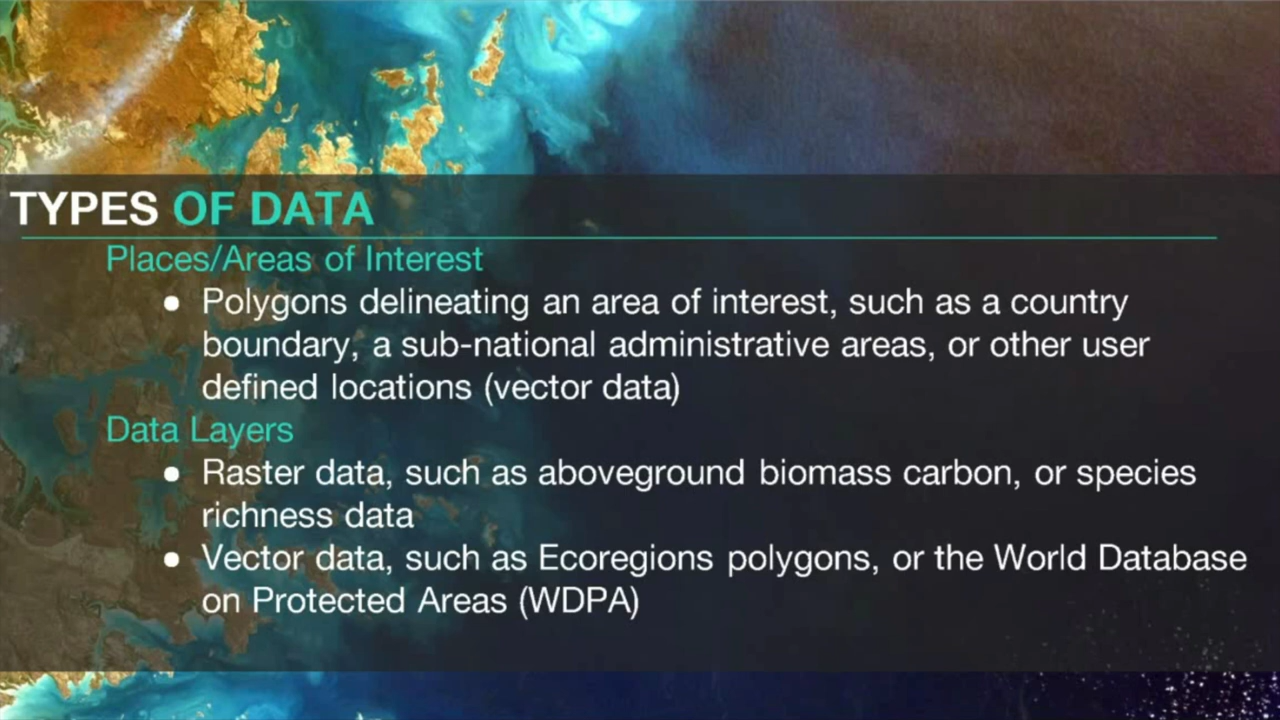 TYPES OF DATA
Places/Areas of Interest
● Polygons delineating an area of interest, such as a country
boundary, a sub-national administrative areas, or other user
defined locations (vector data)
Data Layers
● Raster data, such as aboveground biomass carbon, or species
richness data
● Vector data, such as Ecoregions polygons, or the World Database
on Protected Areas (WDPA)